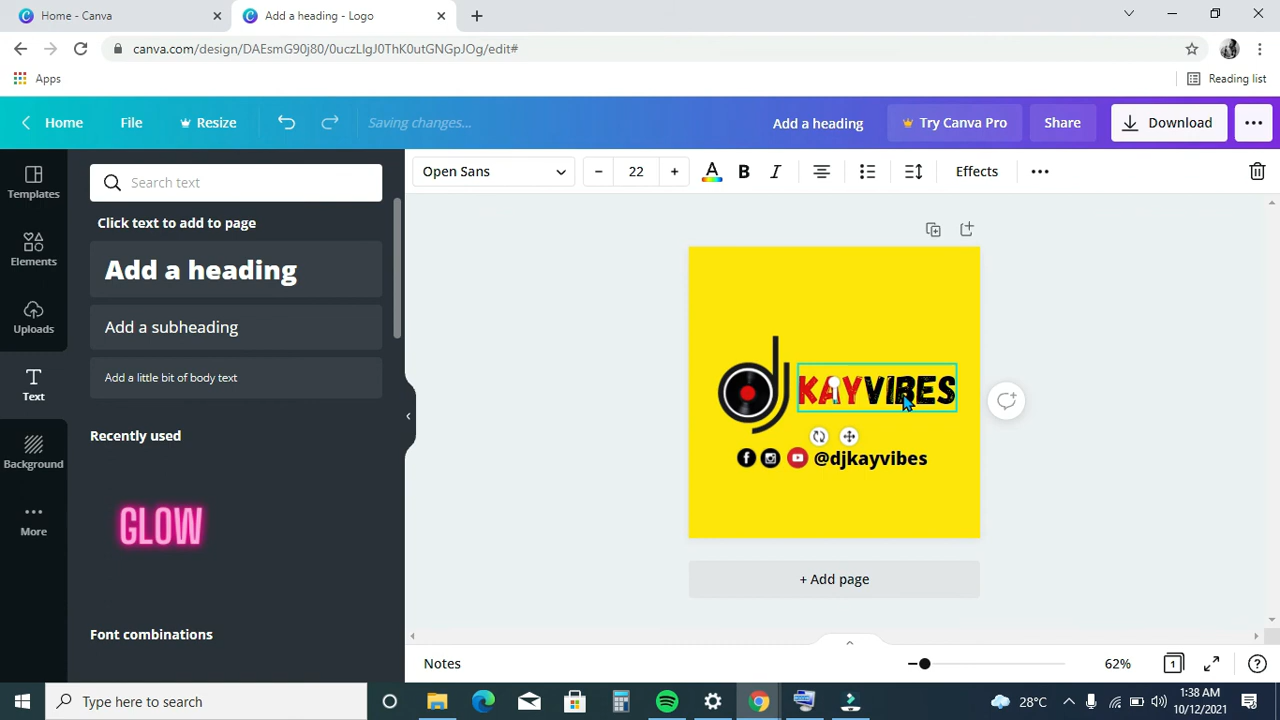 Home - Canva
Add a heading - Logo
canva.com/design/DAEsmG90j80/0uczLIgJ0ThK0utGNGpJOg/edit#
Apps
Reading list
Home
File
Resize
Saving changes...
Add a heading
Try Canva Pro
Share
Download
Templates
Elements
Uploads
Text
Background
More
Search text
Click text to add to page
Add a heading
Add a subheading
Add a little bit of body text
Recently used
GLOW
Font combinations
Open Sans
22
Effects
dj
KAYVIBES
@djkayvibes
+ Add page
Notes
62%
1
Type here to search
28°C
1:38 AM
10/12/2021